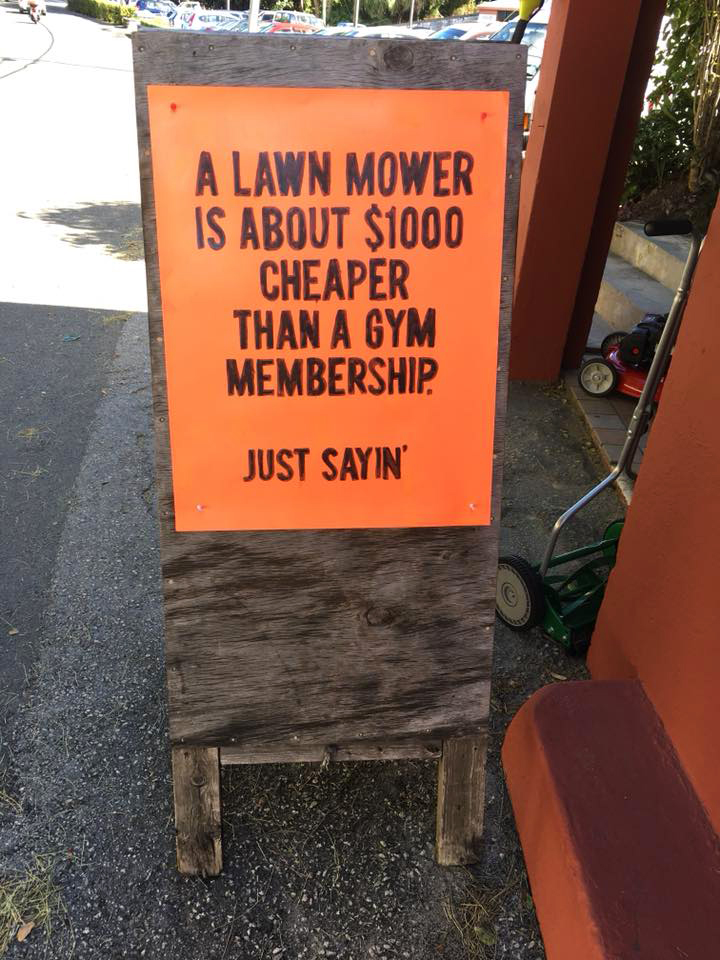 A LAWN MOWER
IS ABOUT $1000
CHEAPER
THAN A GYM
MEMBERSHIP.
JUST SAYIN'